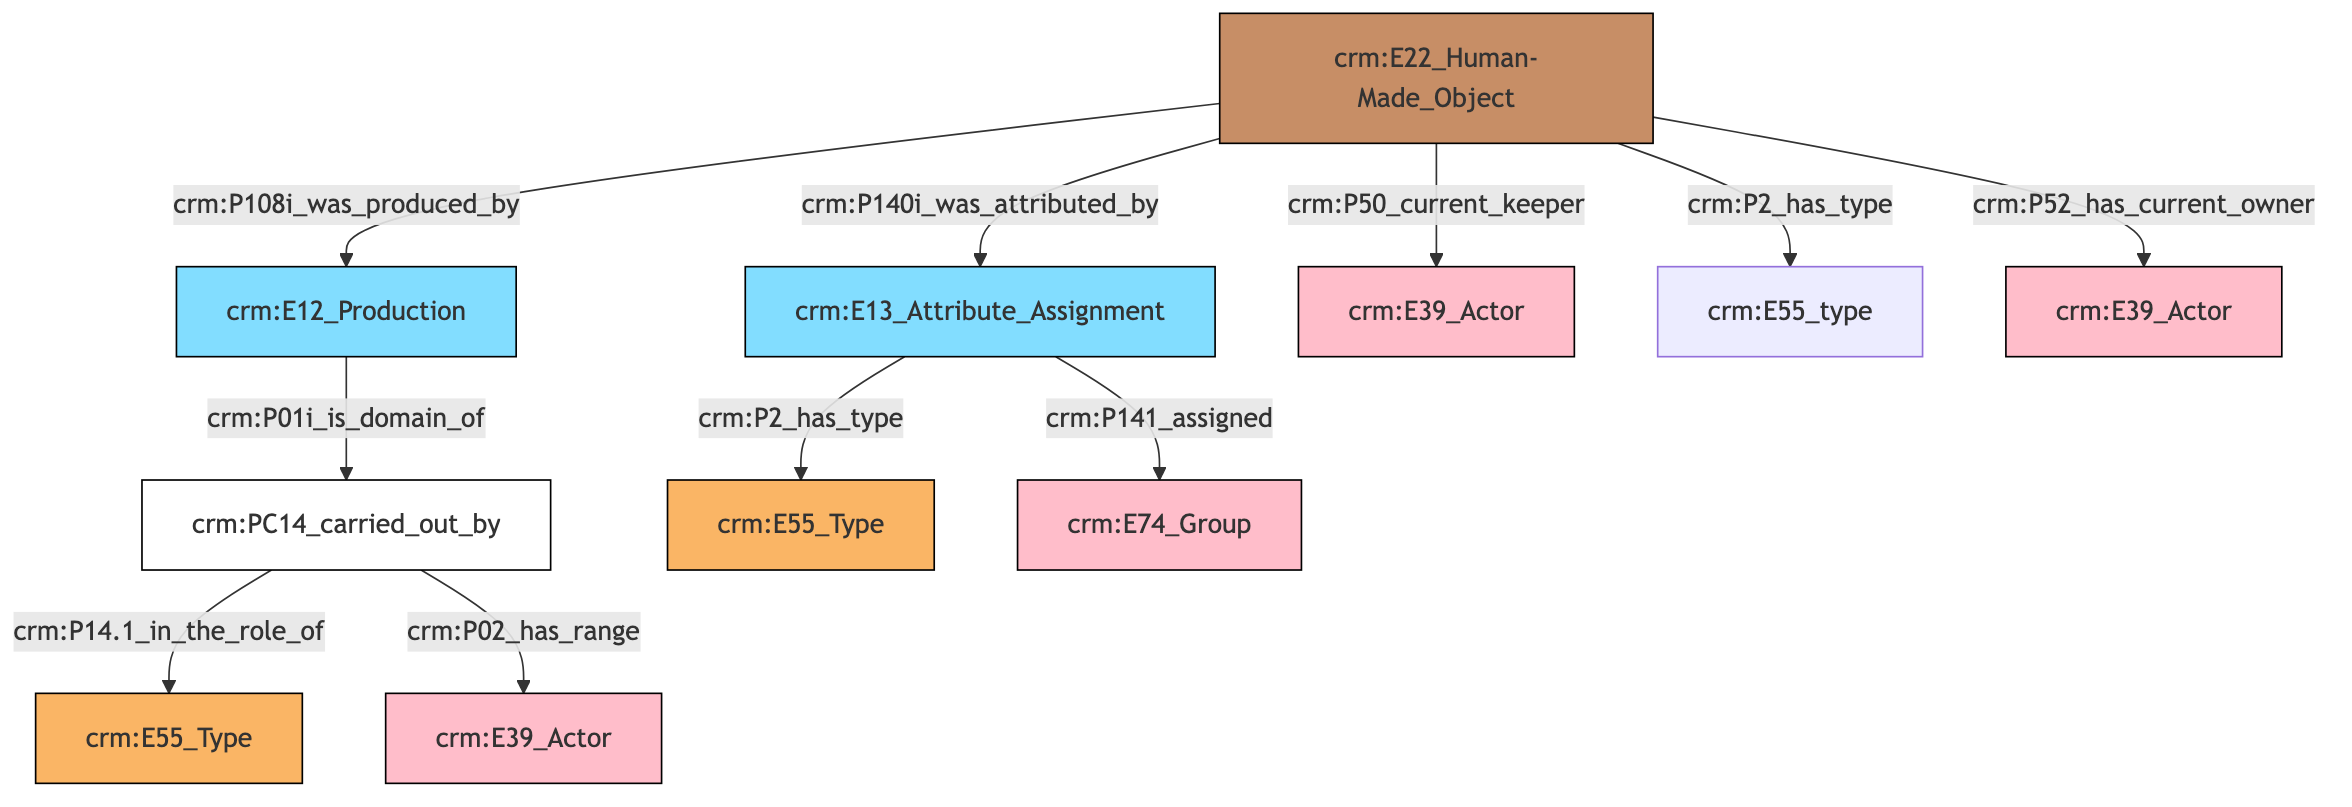 crm:E22_Human-
Made_Object
crm:P108i_was_produced_by
crm:P140i_was_attributed_by
crm:P50_current_keeper
crm:P2_has_type
crm:P52_has_current_owner
crm:E12_Production
crm:E13_Attribute_Assignment
crm:E39_Actor
crm:E55_type
crm:E39_Actor
crm:P01i_is_domain_of
crm:P2_has_type
crm:P141_assigned
crm:PC14_carried_out_by
crm:E55_Type
crm:E74_Group
crm:P14.1_in_the_role_of
crm:P02_has_range
crm:E55_Type
crm:E39_Actor